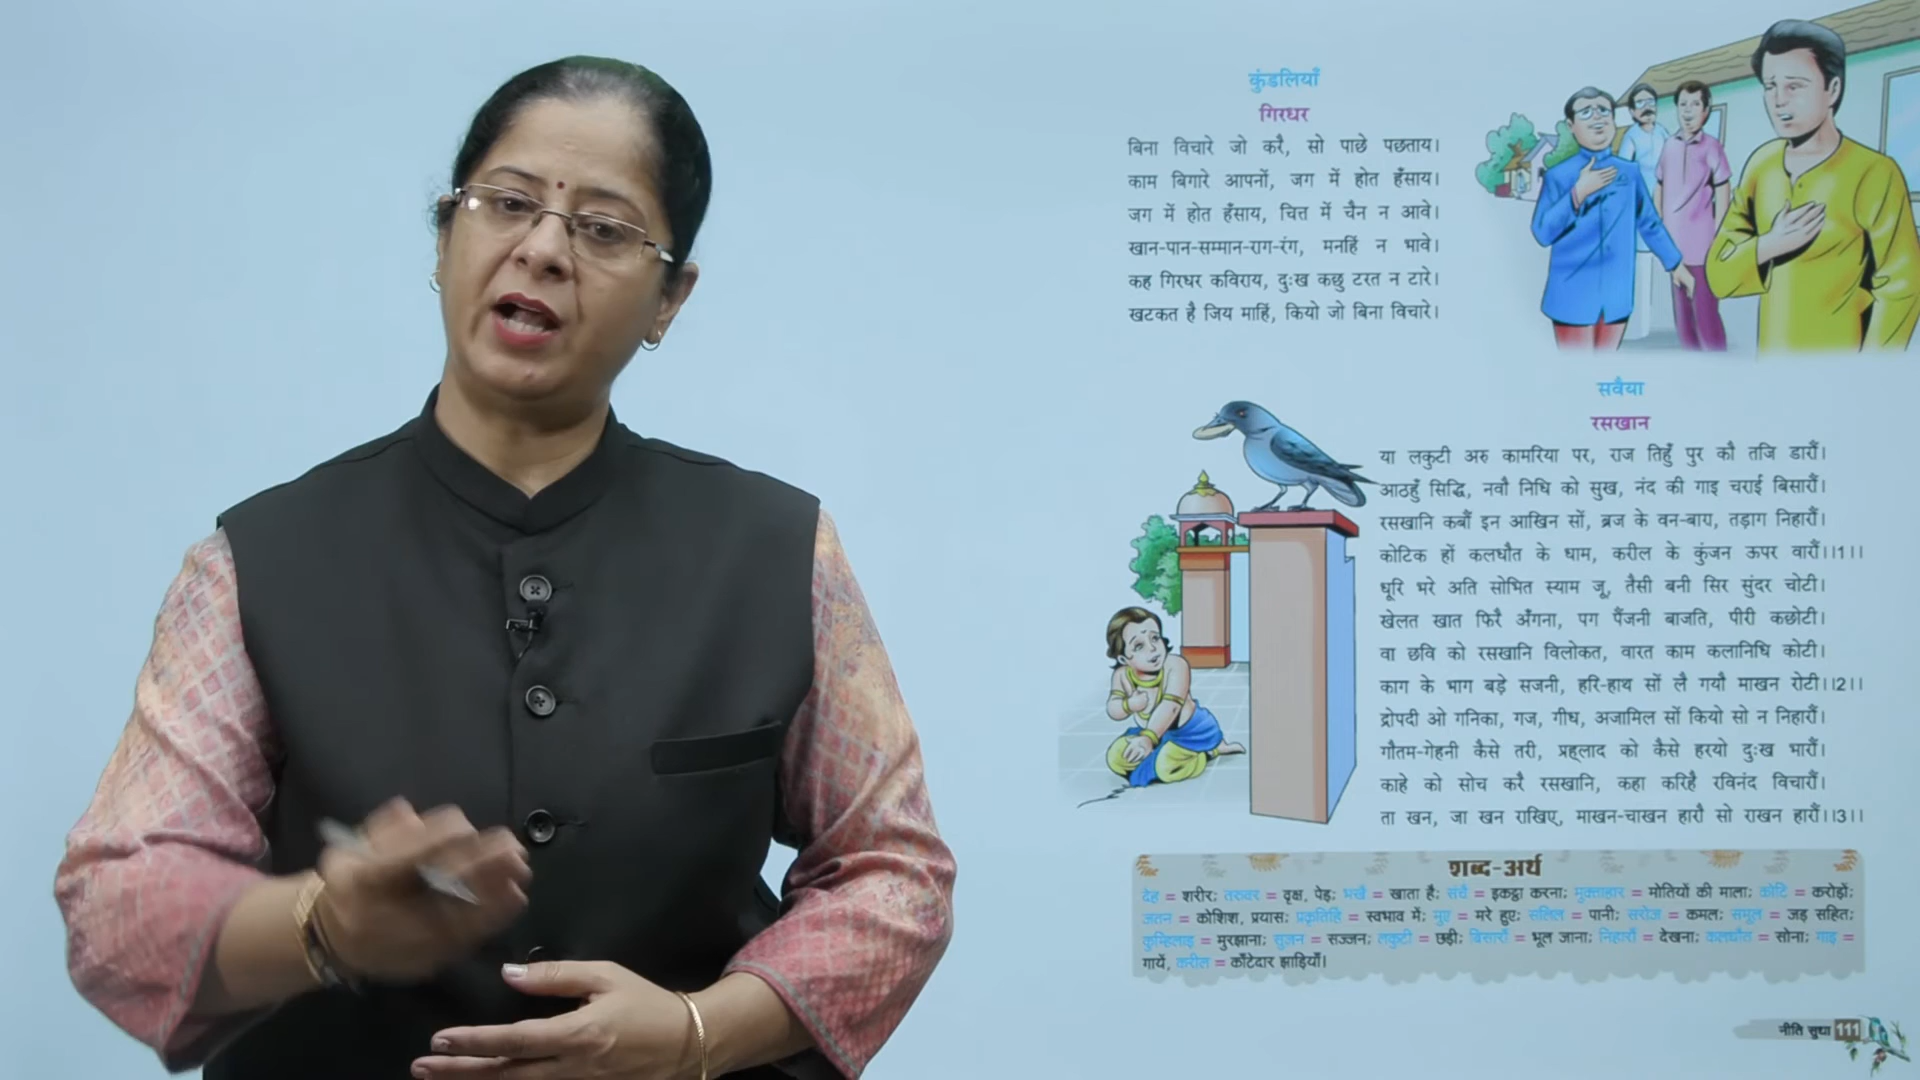 कुंडलियाँ
गिरधर
बिना विचारे जो करै, सो पाछे पछताय।
काम बिगारे आपनों, जग में होत हँसाय।
जग में होत हँसाय, चित्त में चैन न आवे।
खान-पान-सम्मान-राग-रंग, मनहिं न भावे।
कह गिरधर कविराय, दुःख कछु टरत न टारे।
खटकत है जिय माहिं, कियो जो बिना विचारे।
सवैया
रसखान
या लकुटी अरु कामरिया पर, राज तिहुँ पुर कौ तजि डारौं।
आठहुँ सिद्धि, नवौ निधि को सुख, नंद की गाइ चराई बिसारौं।
रसखानि कबौं इन आखिन सों, ब्रज के वन-बाग, तड़ाग निहारौं।
कोटिक हों कलधौत के धाम, करील के कुंजन ऊपर वारौं।।1।।
धूरि भरे अति सोभित स्याम जू, तैसी बनी सिर सुंदर चोटी।
खेलत खात फिरै अँगना, पग पैंजनी बाजति, पीरी कछोटी।
वा छवि को रसखानि विलोकत, वारत काम कलानिधि कोटी।
काग के भाग बड़े सजनी, हरि-हाथ सों लै गयौ माखन रोटी।।2।।
द्रोपदी ओ गनिका, गज, गीध, अजामिल सों कियो सो न निहारौं।
गौतम-गेहनी कैसे तरी, प्रह्लाद को कैसे हरयो दुःख भारौं।
काहे को सोच करै रसखानि, कहा करिहै रविनंद विचारौं।
ता खन, जा खन राखिए, माखन-चाखन हारौ सो राखन हारौं।।3।।
शब्द-अर्थ
देह = शरीर; तरुवर = वृक्ष, पेड़; भखै = खाता है; संचै = इकट्ठा करना; मुक्ताहार = मोतियों की माला; कोटि = करोड़ों;
जतन = कोशिश, प्रयास; प्रकृतिहि = स्वभाव में; मुए = मरे हुए; सलिल = पानी; सरोज = कमल; समूल = जड़ सहित;
कुम्हिलाइ = मुरझाना; सुजन = सज्जन; लकुटी = छड़ी; बिसारौं = भूल जाना; निहारौं = देखना; कलधौत = सोना; गाइ =
गायें, करील = काँटेदार झाड़ियाँ।
नीति सुधा 111